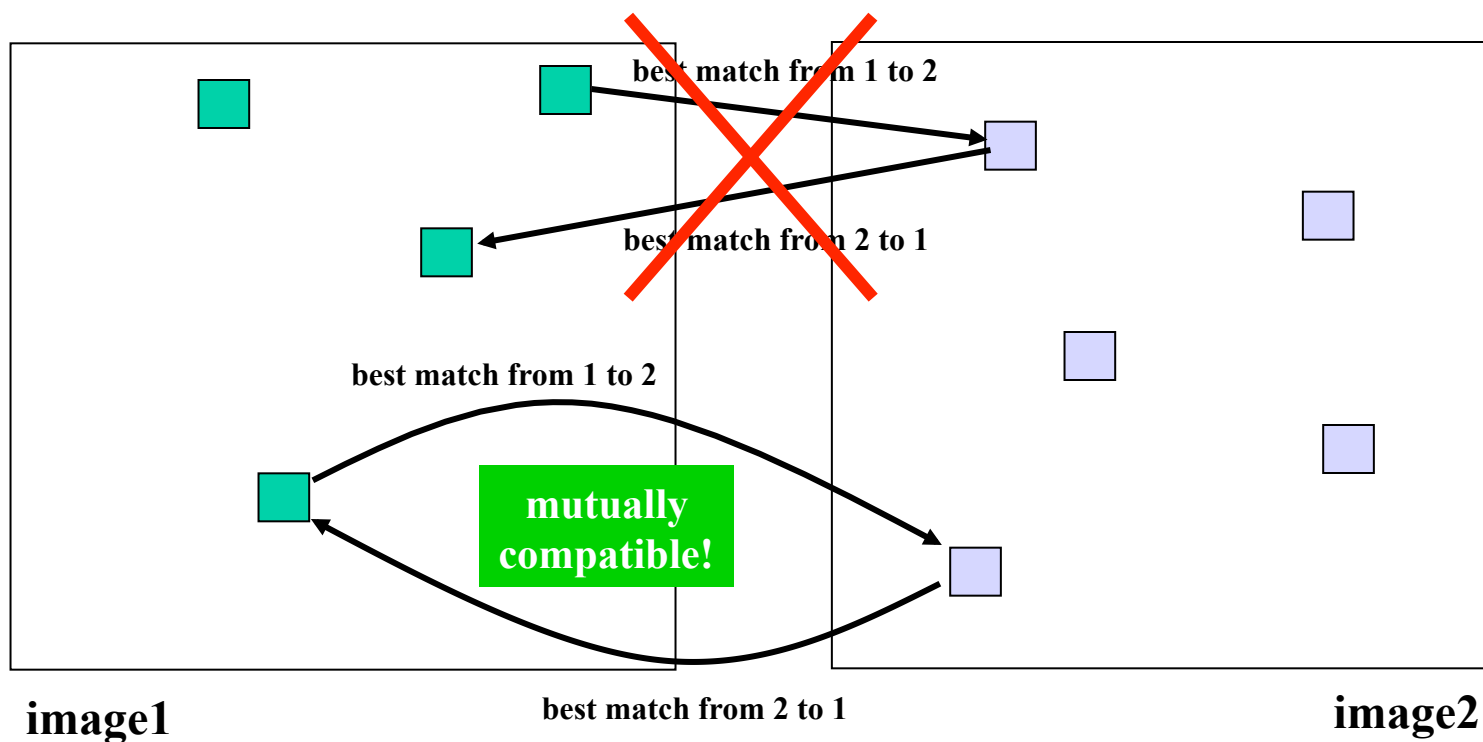 best match from 1 to 2
best match from 2 to 1
best match from 1 to 2
mutually
compatible!
best match from 2 to 1
image1
image2